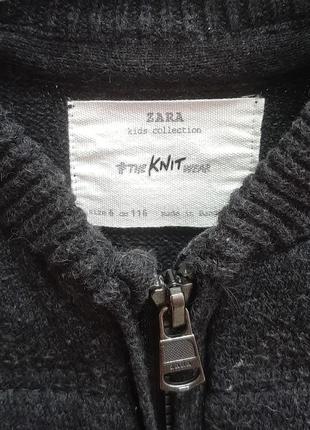 ZARA
kids collection
#THE KNIT WEAR
size 6 cm 116 made in
ZARA